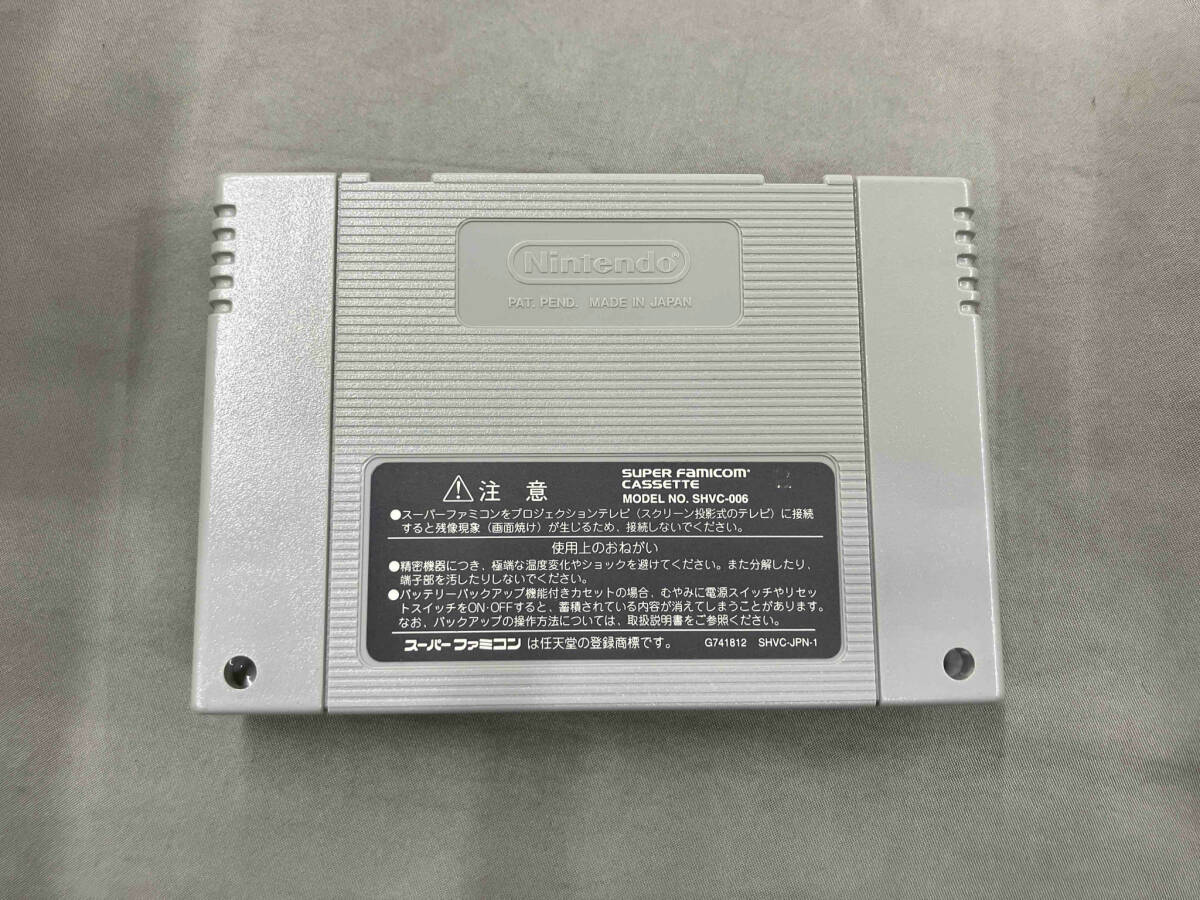 Nintendo®
PAT. PEND. MADE IN JAPAN
⚠注 意
SUPER FAMICOM®
CASSETTE
MODEL NO. SHVC-006
●スーパーファミコンをプロジェクションテレビ(スクリーン投影式のテレビ)に接続
すると残像現象(画面焼け)が生じるため、接続しないでください。
使用上のおねがい
●精密機器につき、極端な温度変化やショックを避けてください。また分解したり、
端子部を汚したりしないでください。
●バッテリーバックアップ機能付きカセットの場合、むやみに電源スイッチやリセッ
トスイッチをON・OFFすると、蓄積されている内容が消えてしまうことがあります。
なお、バックアップの操作方法については、取扱説明書をご参照ください。
スーパーファミコン は任天堂の登録商標です。 G741812 SHVC-JPN-1